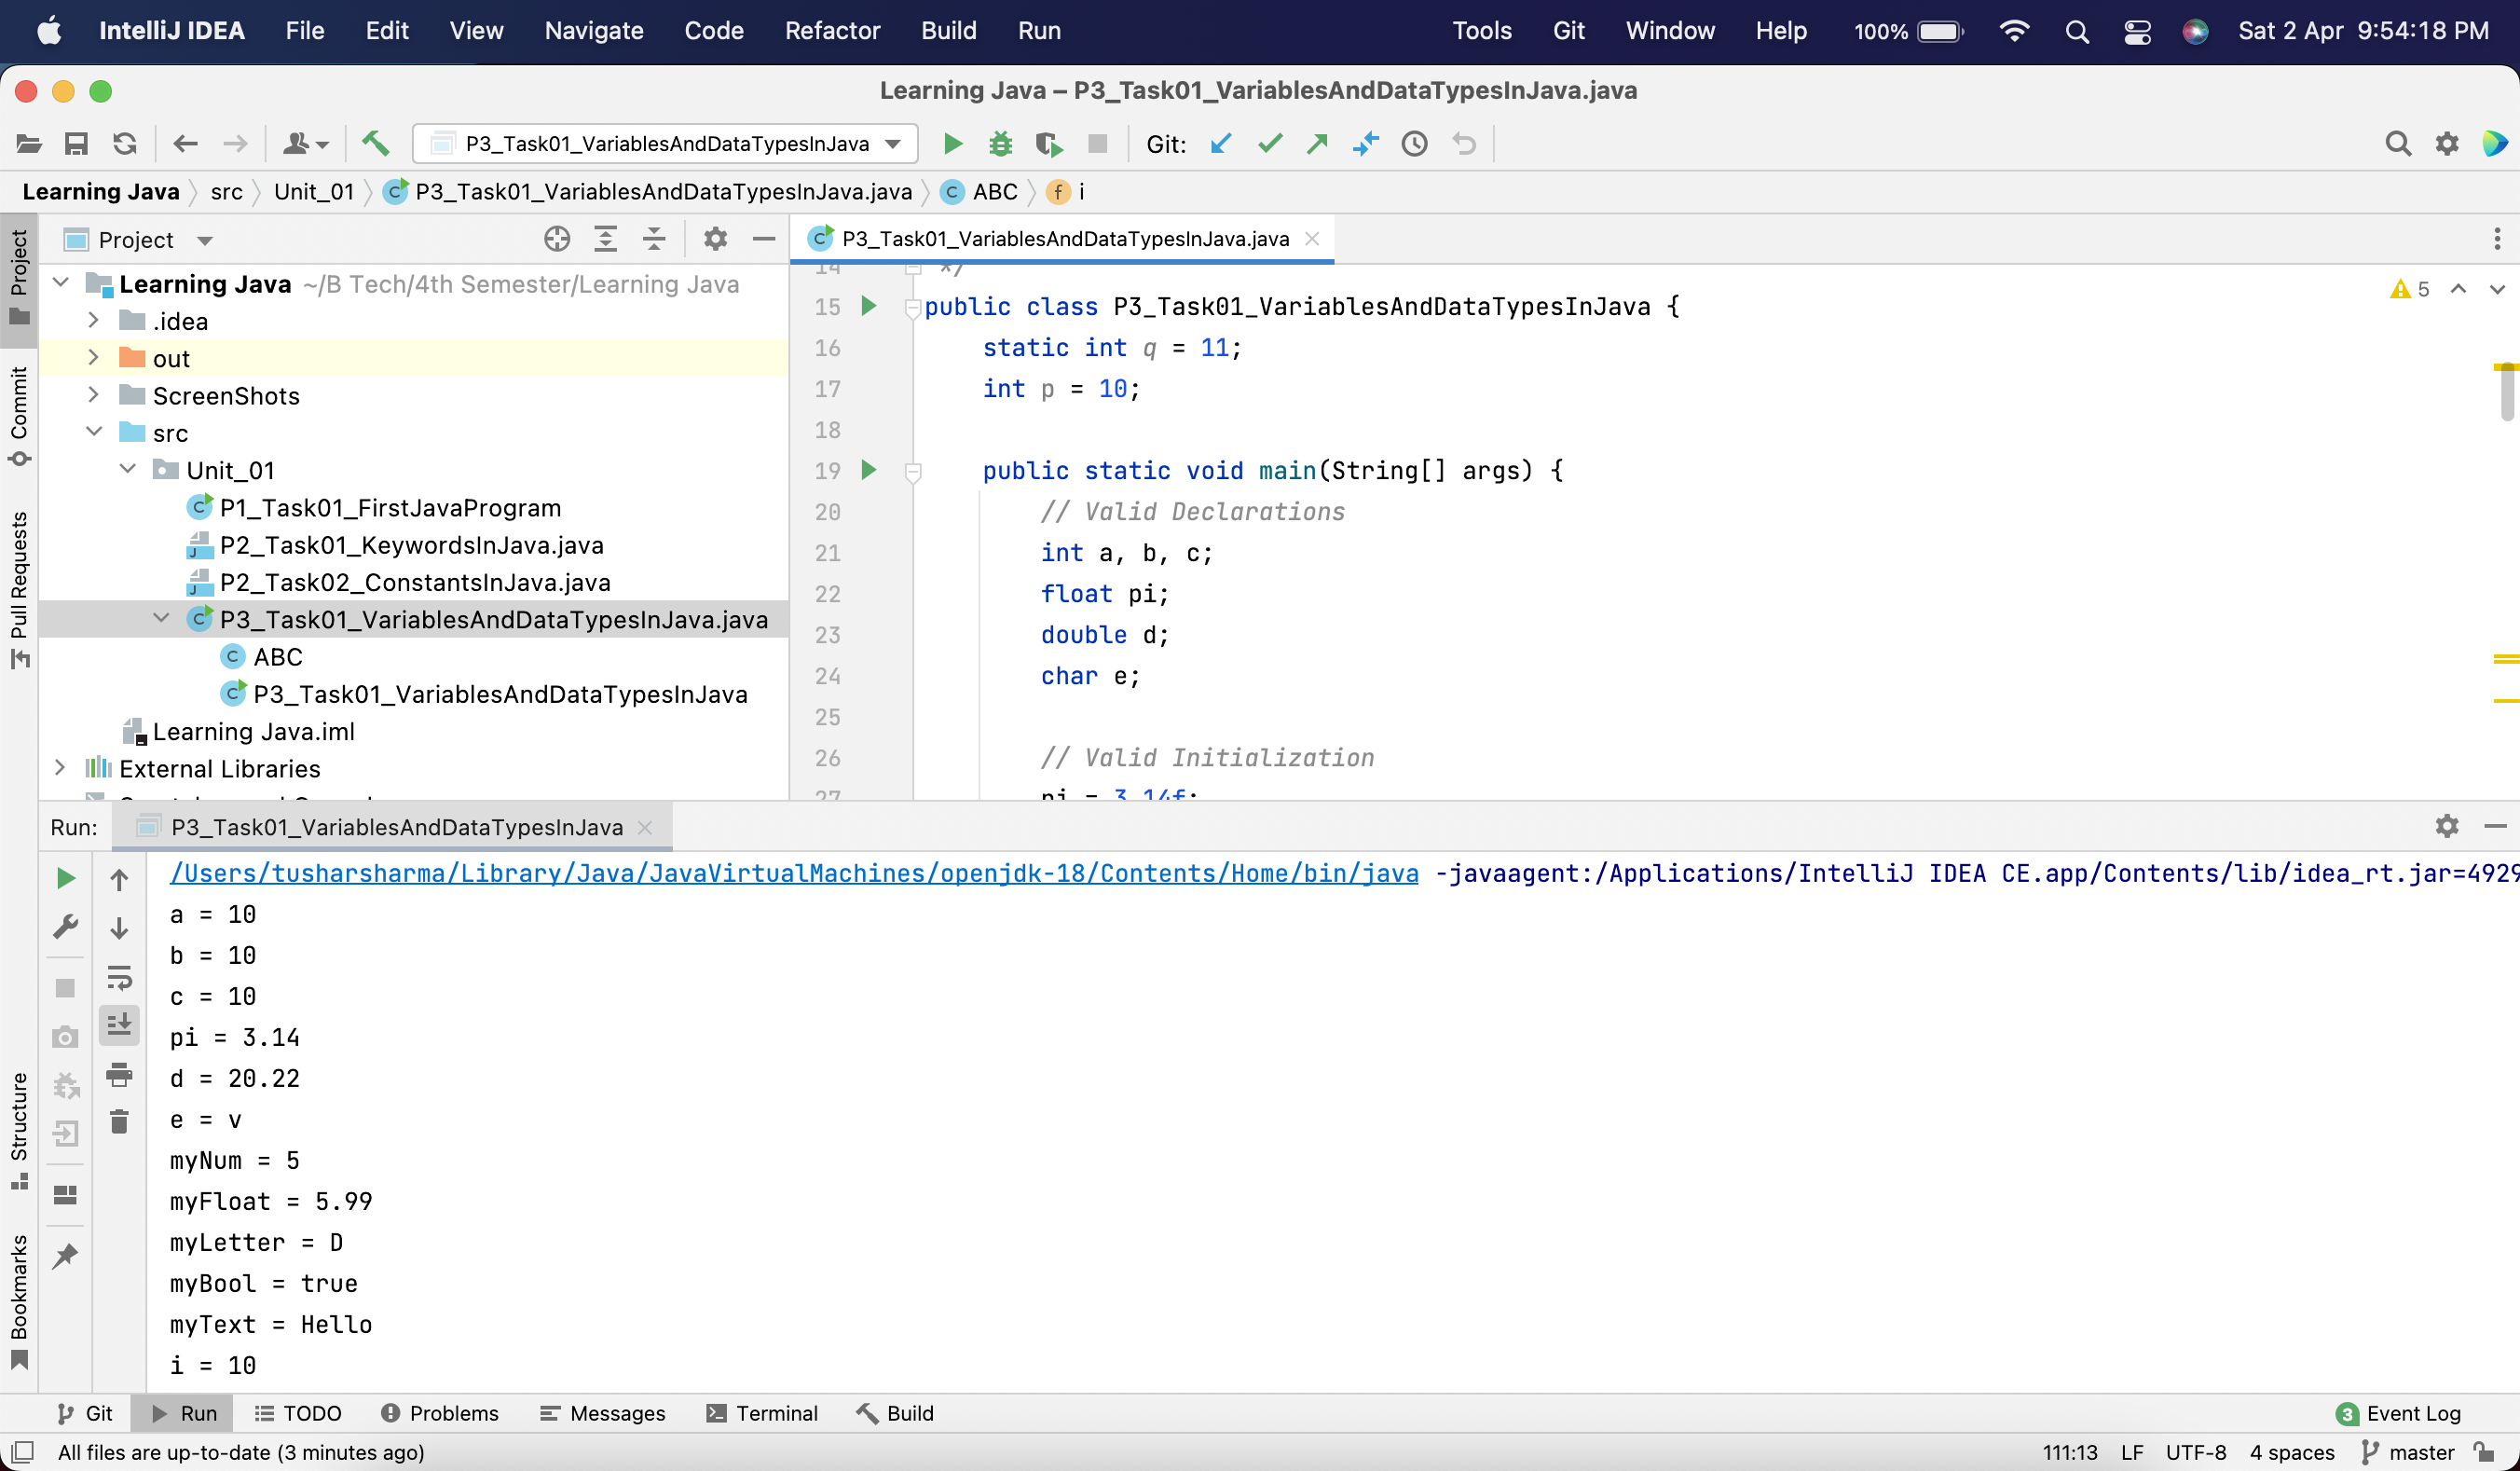 IntelliJ IDEA File Edit View Navigate Code Refactor Build Run Tools Git Window Help 100% Sat 2 Apr 9:54:18 PM
Learning Java – P3_Task01_VariablesAndDataTypesInJava.java
P3_Task01_VariablesAndDataTypesInJava Git:
Learning Java src Unit_01 P3_Task01_VariablesAndDataTypesInJava.java ABC i
Project
Commit
Pull Requests
Structure
Bookmarks
Project
Learning Java ~/B Tech/4th Semester/Learning Java
.idea
out
ScreenShots
src
Unit_01
P1_Task01_FirstJavaProgram
P2_Task01_KeywordsInJava.java
P2_Task02_ConstantsInJava.java
P3_Task01_VariablesAndDataTypesInJava.java
ABC
P3_Task01_VariablesAndDataTypesInJava
Learning Java.iml
External Libraries
P3_Task01_VariablesAndDataTypesInJava.java
5
14 */
15 public class P3_Task01_VariablesAndDataTypesInJava {
16 static int q = 11;
17 int p = 10;
18
19 public static void main(String[] args) {
20 // Valid Declarations
21 int a, b, c;
22 float pi;
23 double d;
24 char e;
25
26 // Valid Initialization
27 pi = 3.14f;
Run: P3_Task01_VariablesAndDataTypesInJava
/Users/tusharsharma/Library/Java/JavaVirtualMachines/openjdk-18/Contents/Home/bin/java -javaagent:/Applications/IntelliJ IDEA CE.app/Contents/lib/idea_rt.jar=4929
a = 10
b = 10
c = 10
pi = 3.14
d = 20.22
e = v
myNum = 5
myFloat = 5.99
myLetter = D
myBool = true
myText = Hello
i = 10
Git Run TODO Problems Messages Terminal Build 3 Event Log
All files are up-to-date (3 minutes ago) 111:13 LF UTF-8 4 spaces master